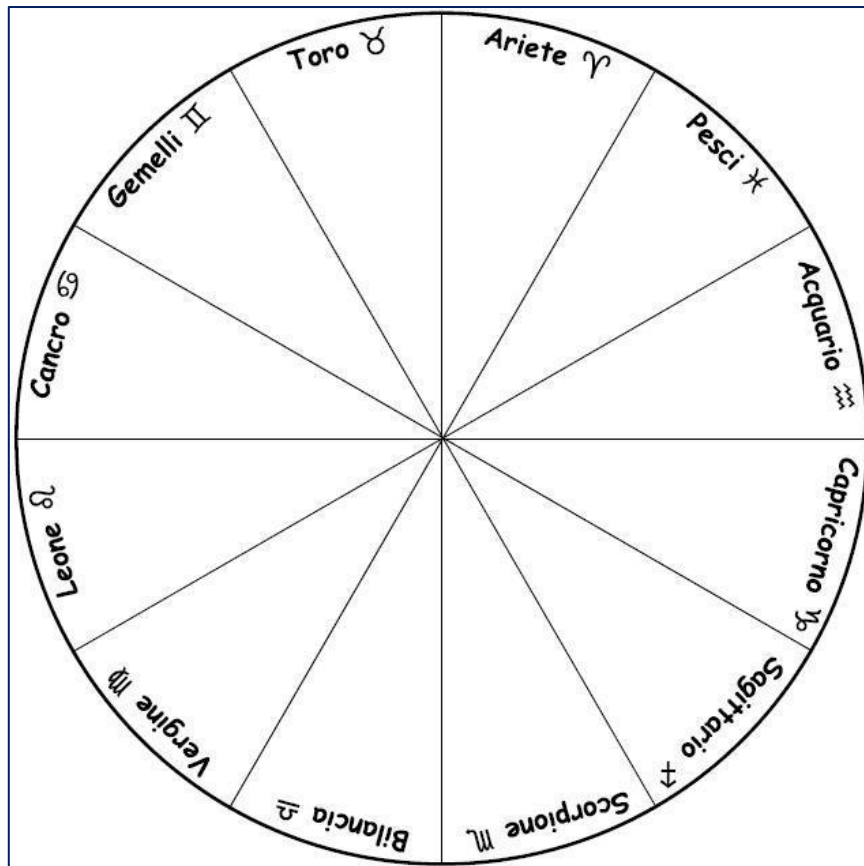 Ariete ♈
Pesci ♓
Acquario ♒
Capricorno ♑
Sagittario ♐
Scorpione ♏
Bilancia ♎
Vergine ♍
Leone ♌
Cancro ♋
Gemelli ♊
Toro ♉